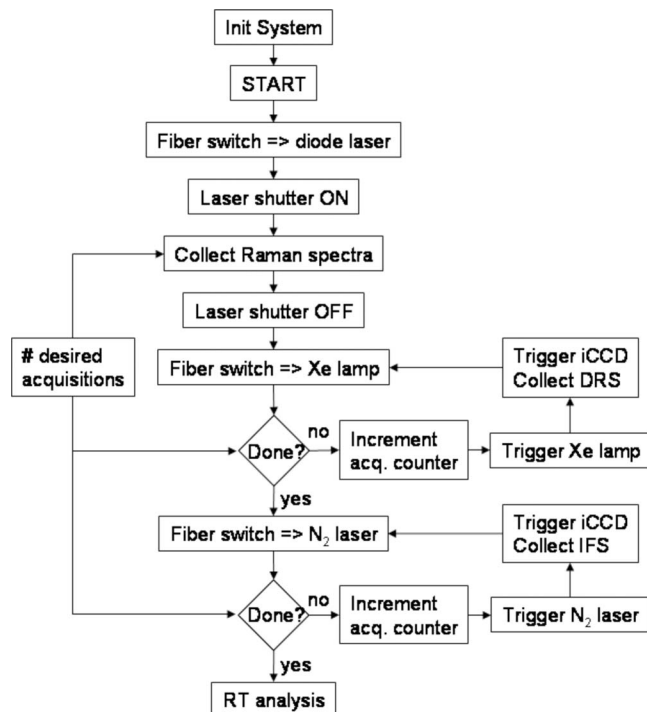 Init System
START
Fiber switch => diode laser
Laser shutter ON
Collect Raman spectra
Laser shutter OFF
# desired
acquisitions
Fiber switch => Xe lamp
Trigger iCCD
Collect DRS
Done?
no
Increment
acq. counter
Trigger Xe lamp
yes
Fiber switch => N₂ laser
Trigger iCCD
Collect IFS
Done?
no
Increment
acq. counter
Trigger N₂ laser
yes
RT analysis